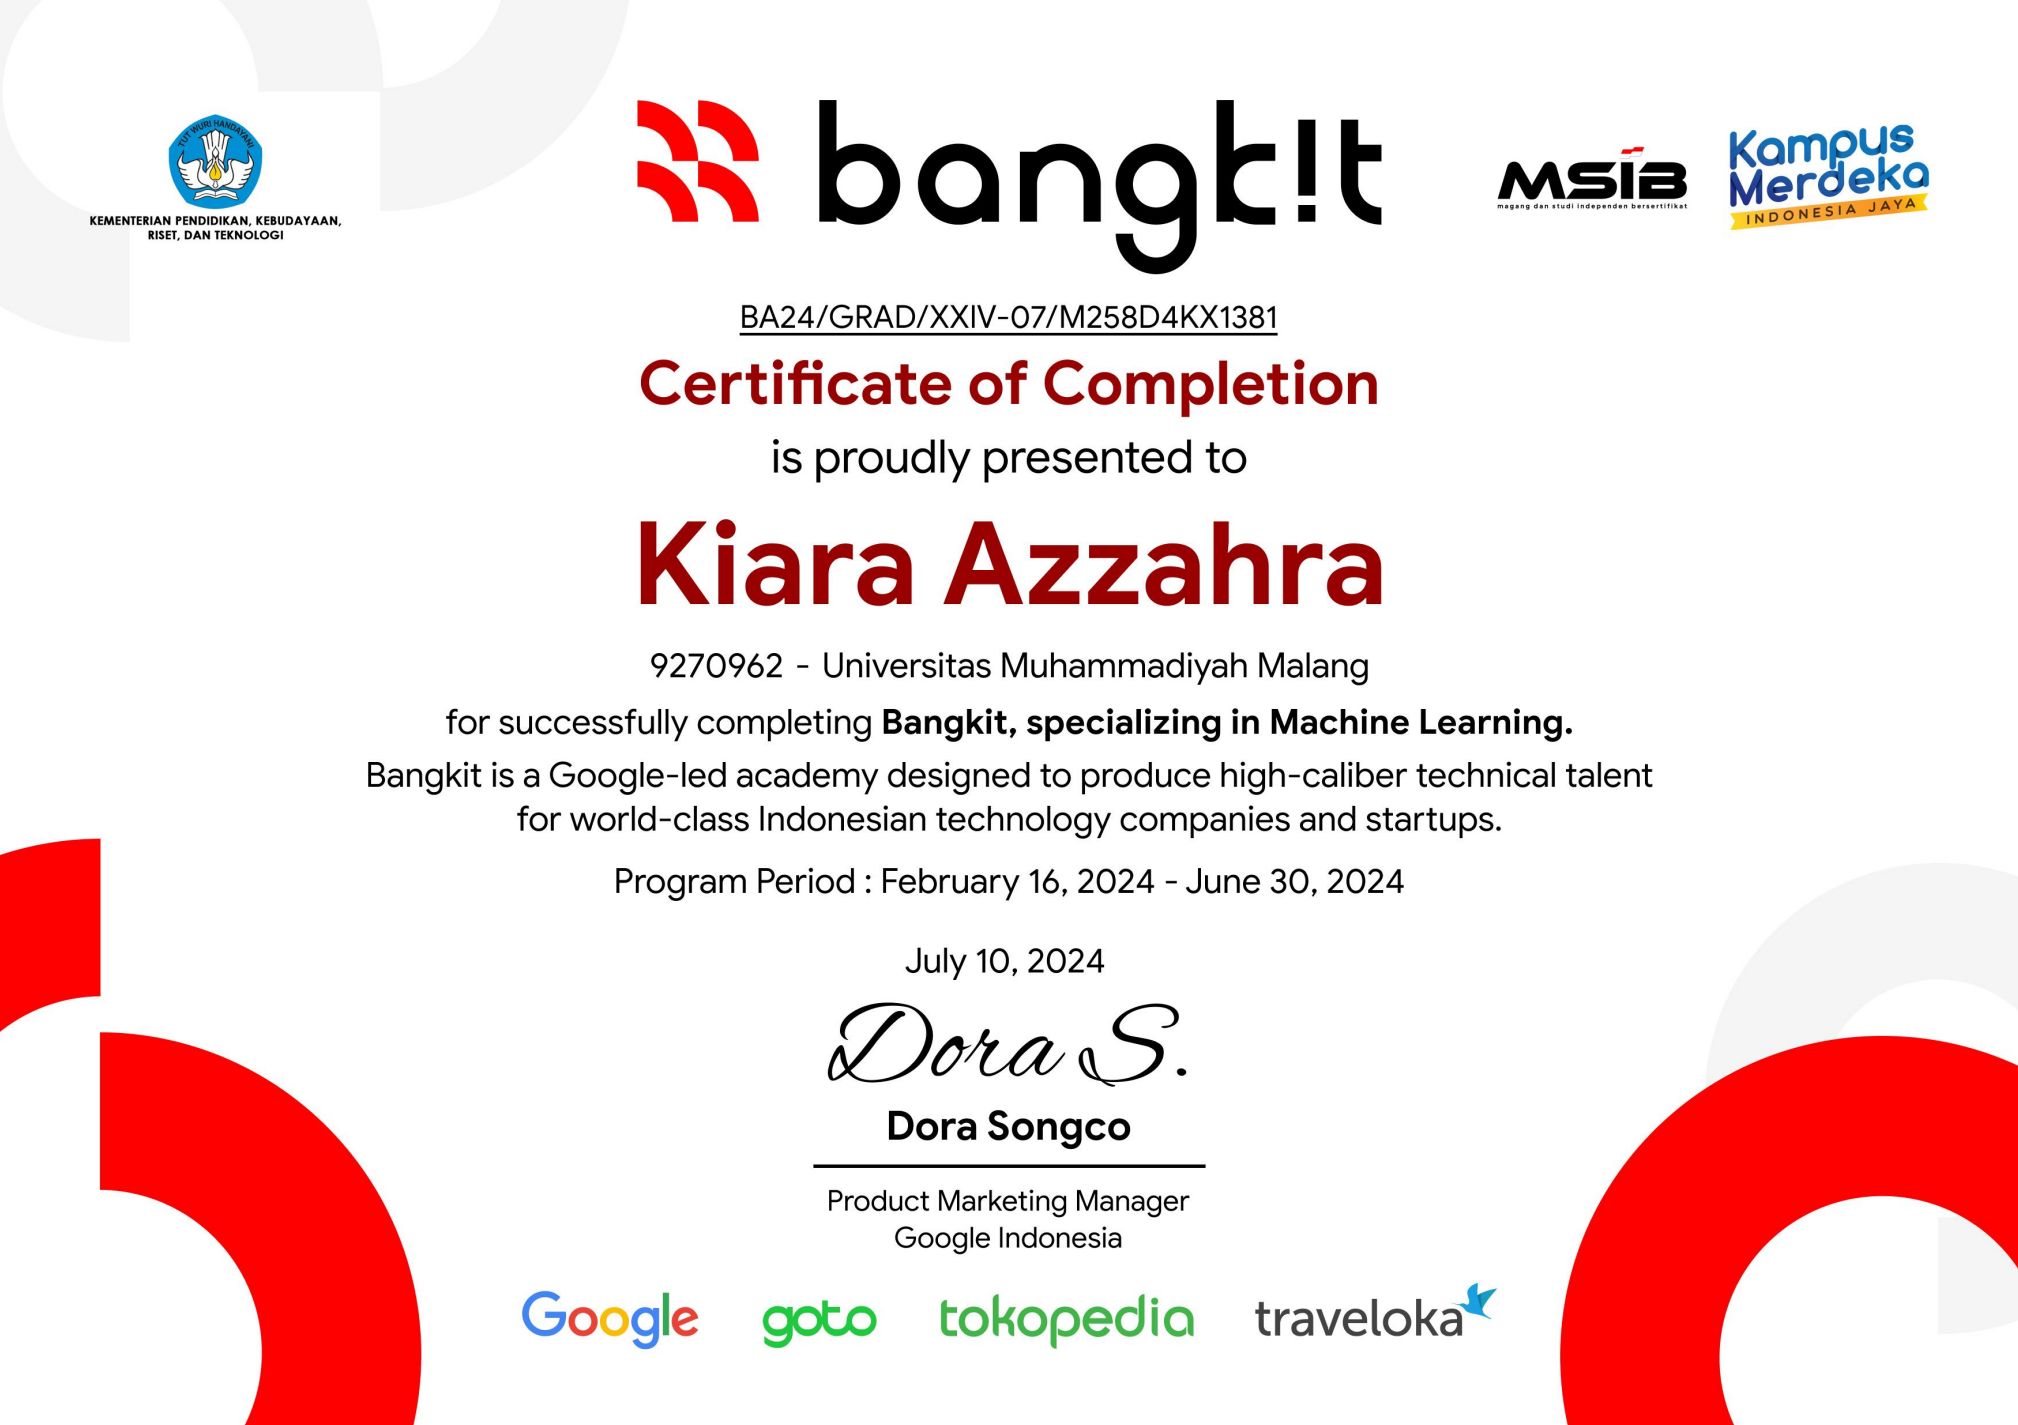 TUT WURI HANDAYANI
KEMENTERIAN PENDIDIKAN, KEBUDAYAAN,
RISET, DAN TEKNOLOGI
bangk!t
MSIB
magang dan studi independen bersertifikat
Kampus
Merdeka
INDONESIA JAYA
BA24/GRAD/XXIV-07/M258D4KX1381
Certificate of Completion
is proudly presented to
Kiara Azzahra
9270962 - Universitas Muhammadiyah Malang
for successfully completing Bangkit, specializing in Machine Learning.
Bangkit is a Google-led academy designed to produce high-caliber technical talent
for world-class Indonesian technology companies and startups.
Program Period : February 16, 2024 - June 30, 2024
July 10, 2024
Dora S.
Dora Songco
Product Marketing Manager
Google Indonesia
Google goto tokopedia traveloka